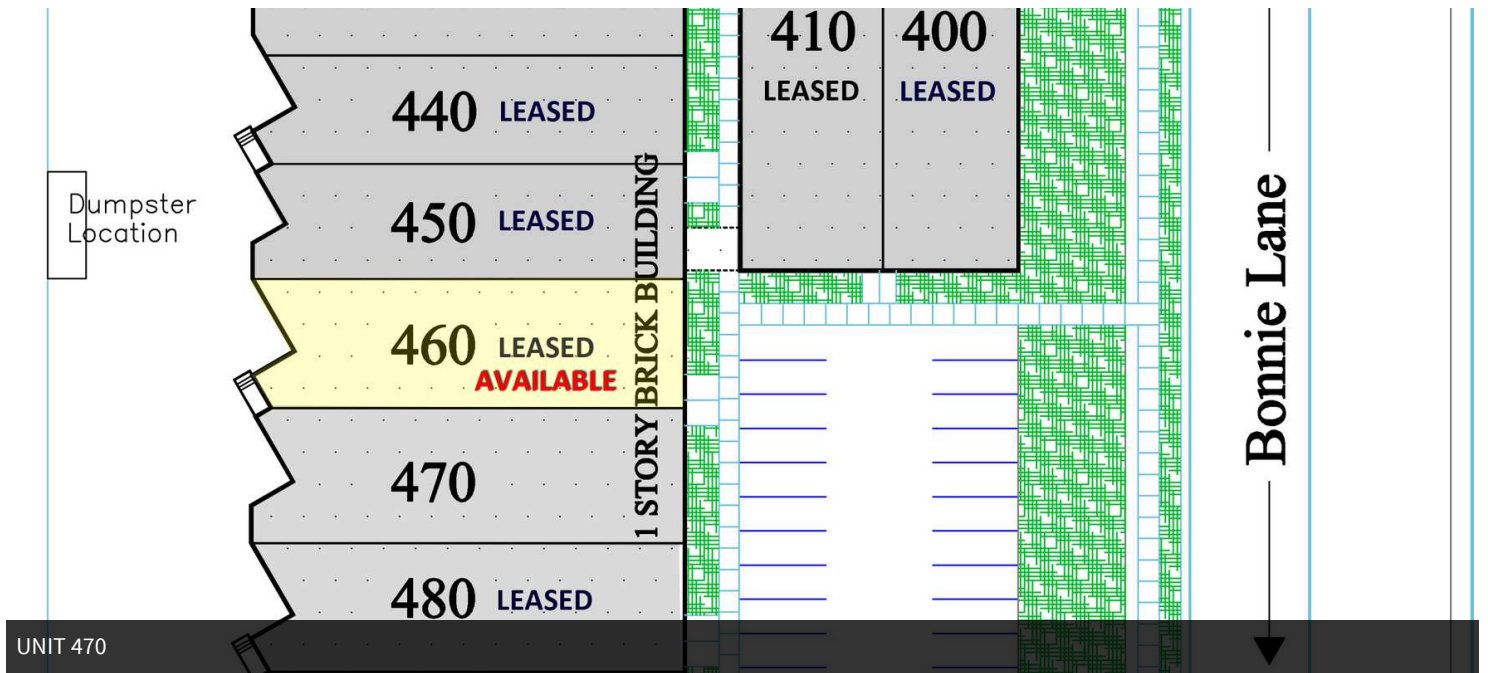 410 400
LEASED LEASED
440 LEASED
Dumpster
Location
450 LEASED
460 LEASED
AVAILABLE
470
480 LEASED
1 STORY BRICK BUILDING
Bonnie Lane
UNIT 470